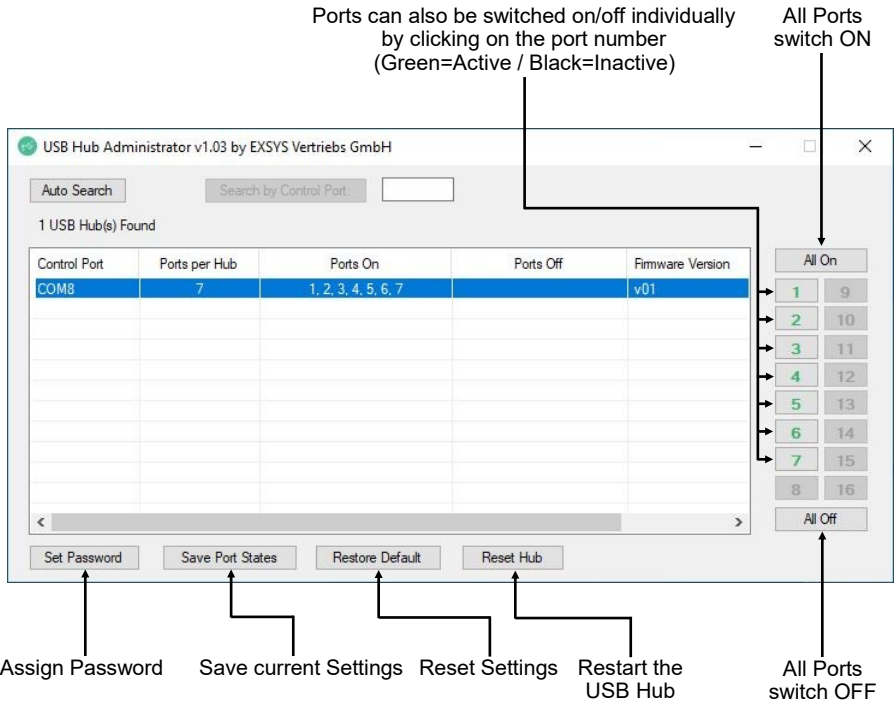 Ports can also be switched on/off individually
by clicking on the port number
(Green=Active / Black=Inactive)
All Ports
switch ON
USB Hub Administrator v1.03 by EXSYS Vertriebs GmbH
Auto Search
Search by Control Port:
1 USB Hub(s) Found
Control Port Ports per Hub Ports On Ports Off Firmware Version
COM8 7 1, 2, 3, 4, 5, 6, 7 v01
All On
1 9
2 10
3 11
4 12
5 13
6 14
7 15
8 16
All Off
Set Password Save Port States Restore Default Reset Hub
Assign Password
Save current Settings
Reset Settings
Restart the
USB Hub
All Ports
switch OFF